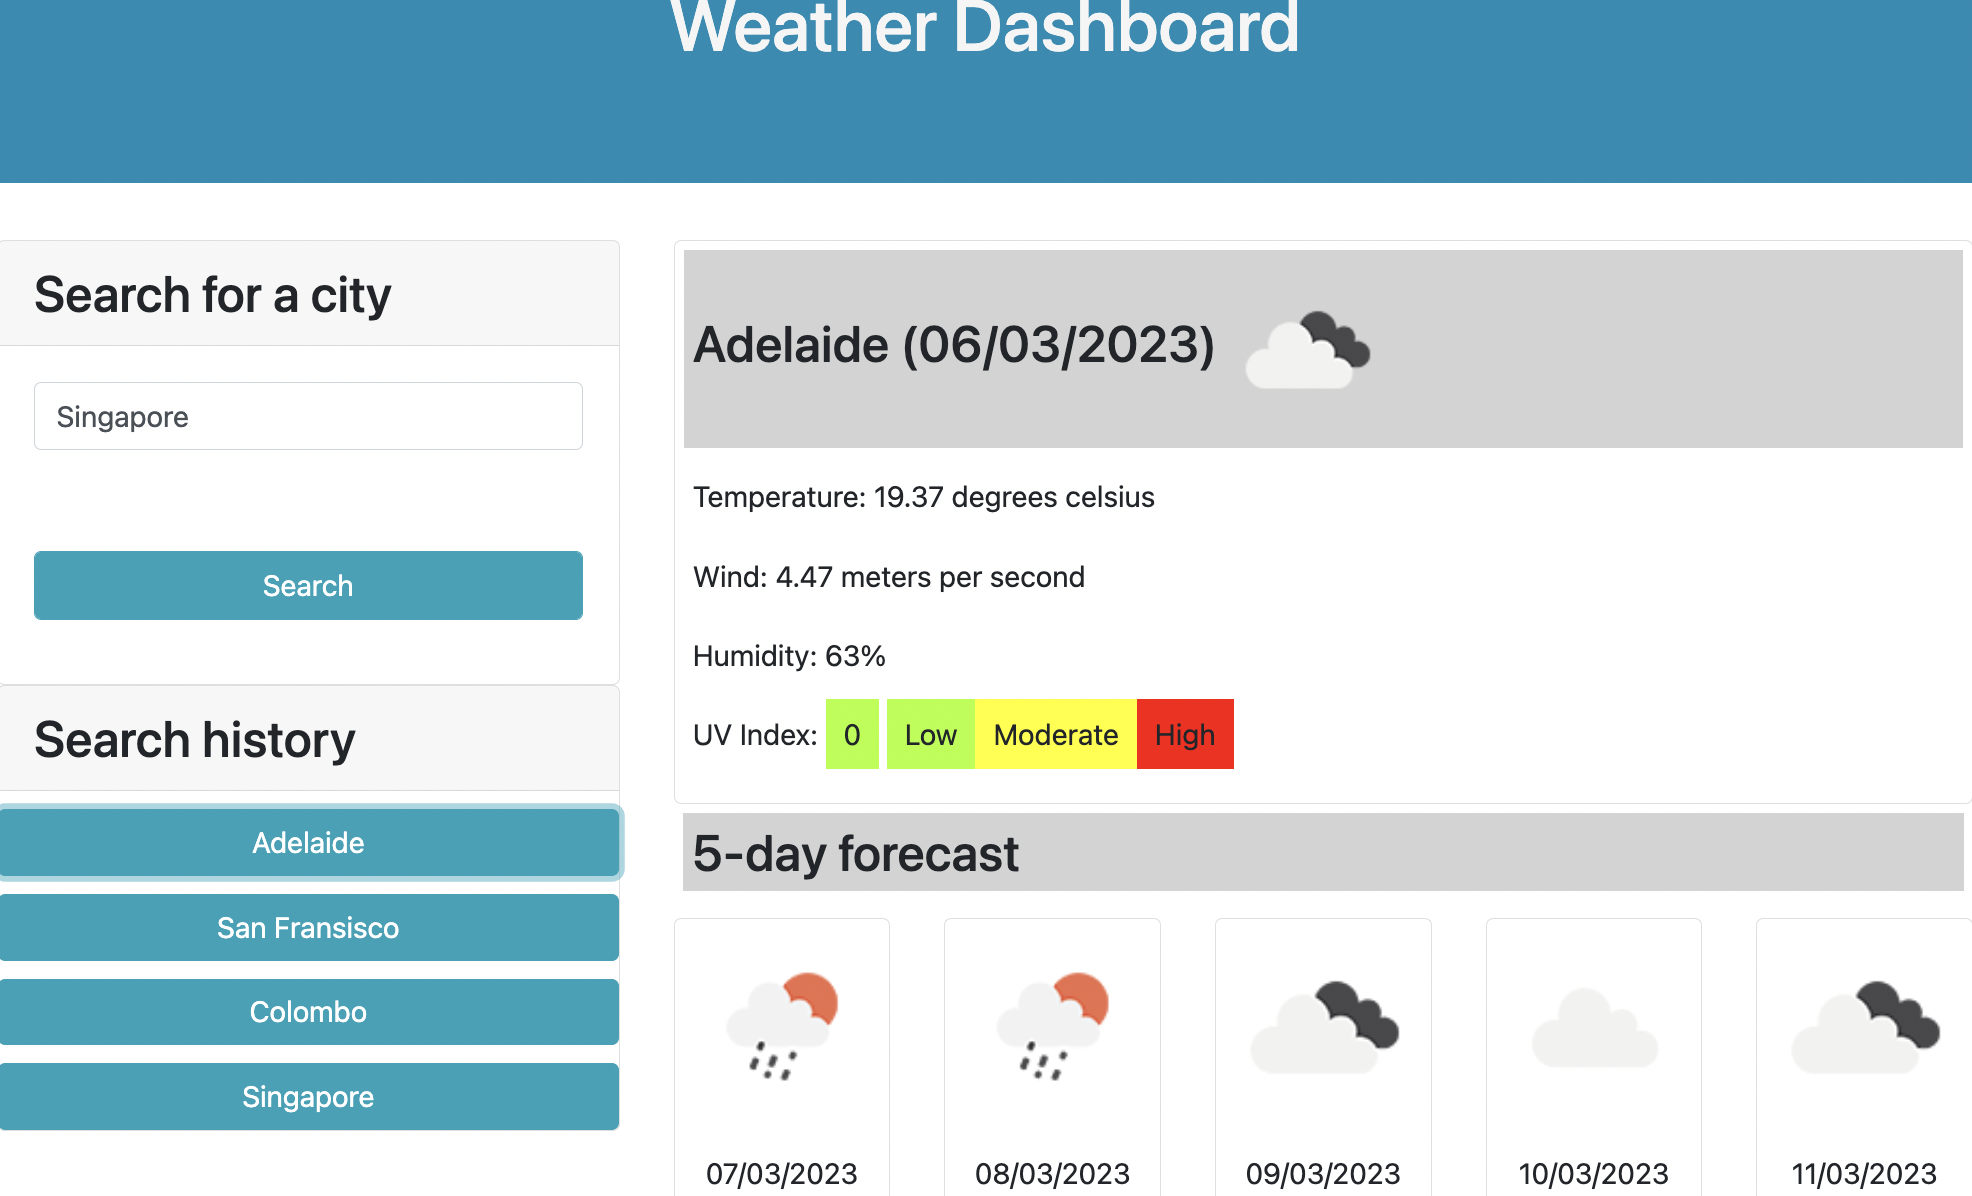 Weather Dashboard
Search for a city
Singapore
Search
Search history
Adelaide
San Fransisco
Colombo
Singapore
Adelaide (06/03/2023)
Temperature: 19.37 degrees celsius
Wind: 4.47 meters per second
Humidity: 63%
UV Index: 0 Low Moderate High
5-day forecast
07/03/2023 08/03/2023 09/03/2023 10/03/2023 11/03/2023